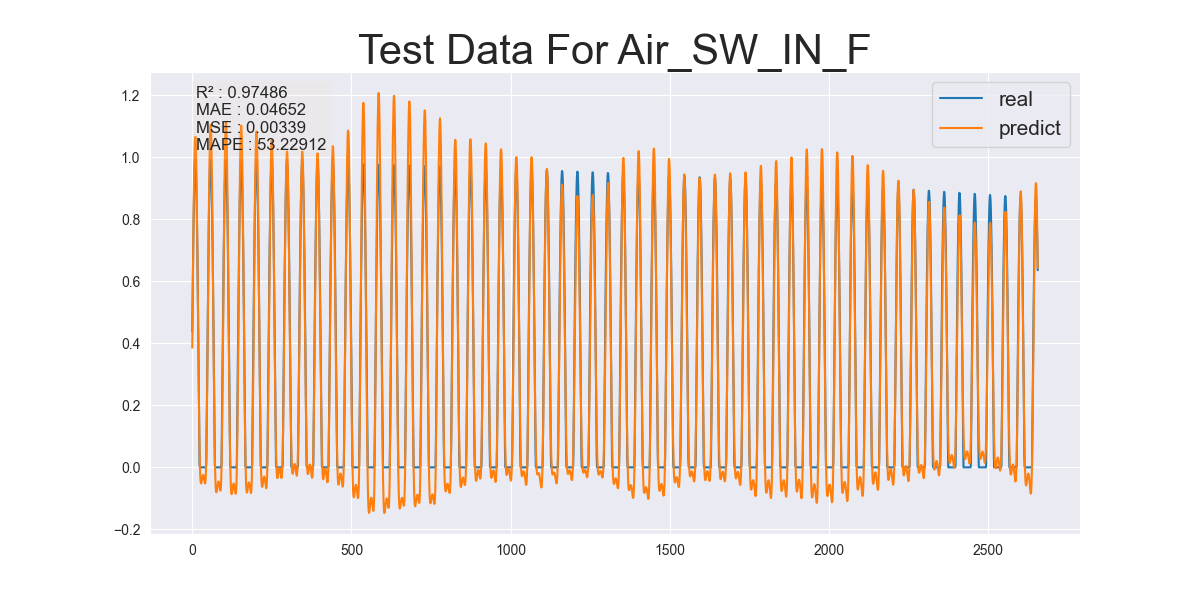 Test Data For Air_SW_IN_F
R² : 0.97486
MAE : 0.04652
MSE : 0.00339
MAPE : 53.22912
real
predict
1.2
1.0
0.8
0.6
0.4
0.2
0.0
−0.2
0 500 1000 1500 2000 2500